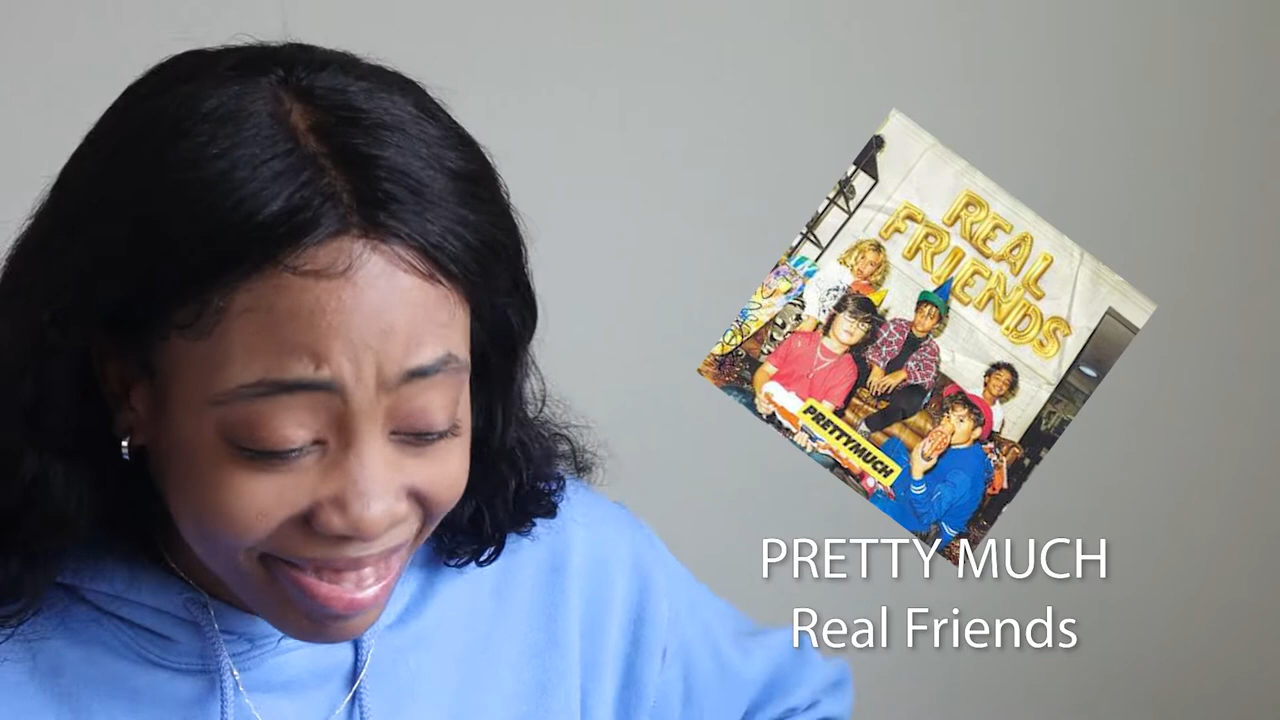 REAL
FRIENDS
PRETTYMUCH
PRETTY MUCH
Real Friends